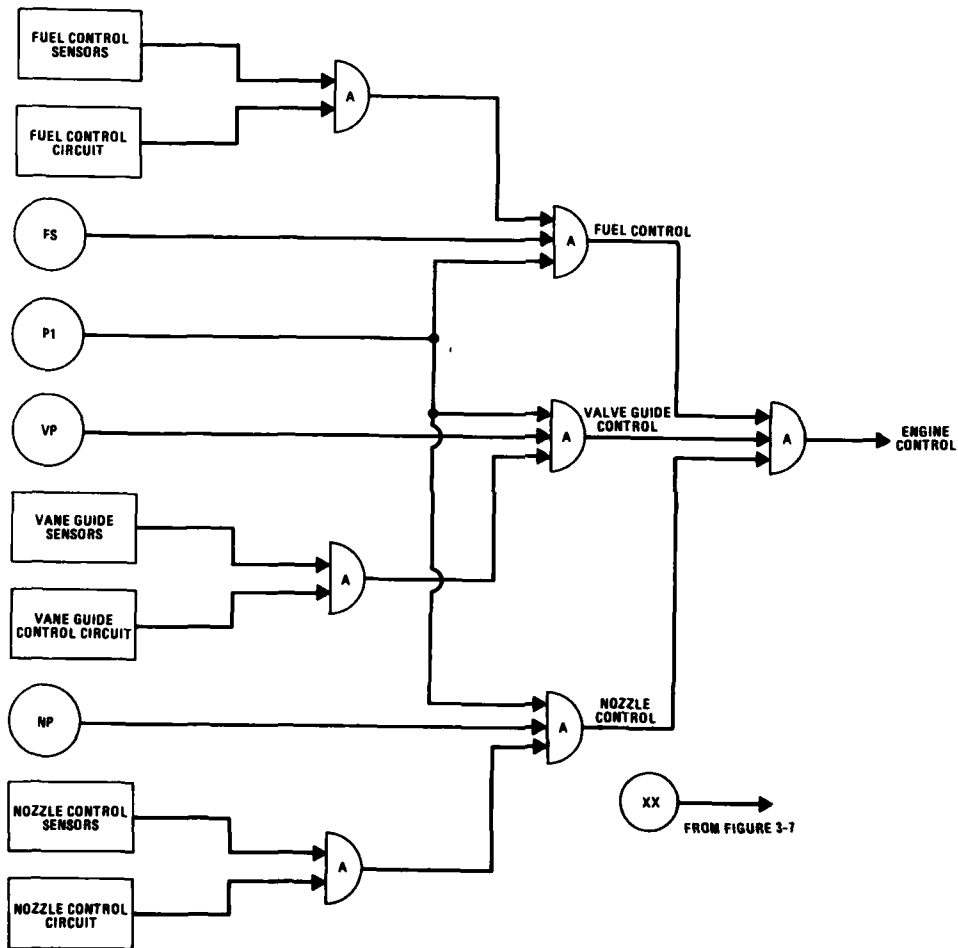 FUEL CONTROL
SENSORS
A
FUEL CONTROL
CIRCUIT
FS
A
FUEL CONTROL
P1
VP
A
VALVE GUIDE
CONTROL
A
ENGINE
CONTROL
VANE GUIDE
SENSORS
A
VANE GUIDE
CONTROL CIRCUIT
NP
A
NOZZLE
CONTROL
XX
FROM FIGURE 3-7
NOZZLE CONTROL
SENSORS
A
NOZZLE CONTROL
CIRCUIT